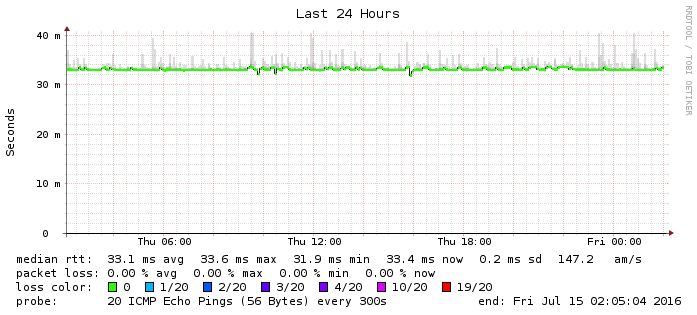 Last 24 Hours
RRDTOOL / TOBI OETIKER
Seconds
40 m
30 m
20 m
10 m
0
Thu 06:00 Thu 12:00 Thu 18:00 Fri 00:00
median rtt: 33.1 ms avg 33.6 ms max 31.9 ms min 33.4 ms now 0.2 ms sd 147.2 am/s
packet loss: 0.00 % avg 0.00 % max 0.00 % min 0.00 % now
loss color: 0 1/20 2/20 3/20 4/20 10/20 19/20
probe: 20 ICMP Echo Pings (56 Bytes) every 300s end: Fri Jul 15 02:05:04 2016